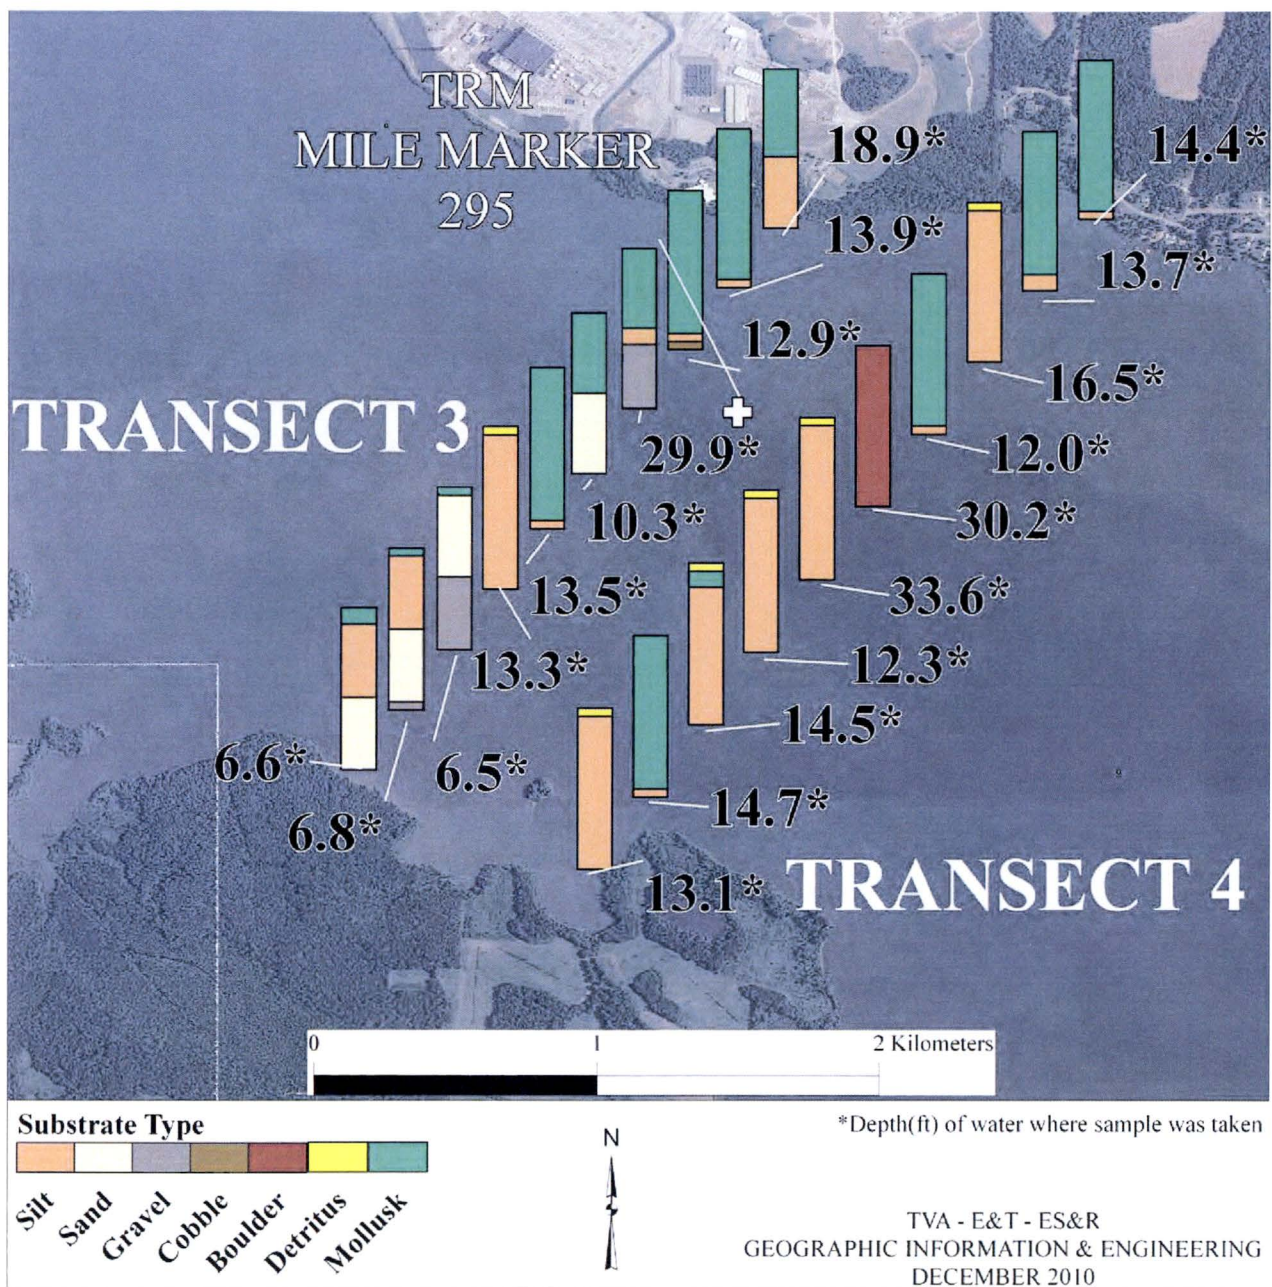 TRM
MILE MARKER
295
18.9*
14.4*
13.9*
13.7*
12.9*
16.5*
TRANSECT 3
29.9*
12.0*
10.3*
30.2*
13.5*
33.6*
13.3*
12.3*
14.5*
6.6*
6.5*
14.7*
6.8*
TRANSECT 4
13.1*
0
1
2 Kilometers
Substrate Type
*Depth(ft) of water where sample was taken
N
Silt
Sand
Gravel
Cobble
Boulder
Detritus
Mollusk
TVA - E&T - ES&R
GEOGRAPHIC INFORMATION & ENGINEERING
DECEMBER 2010